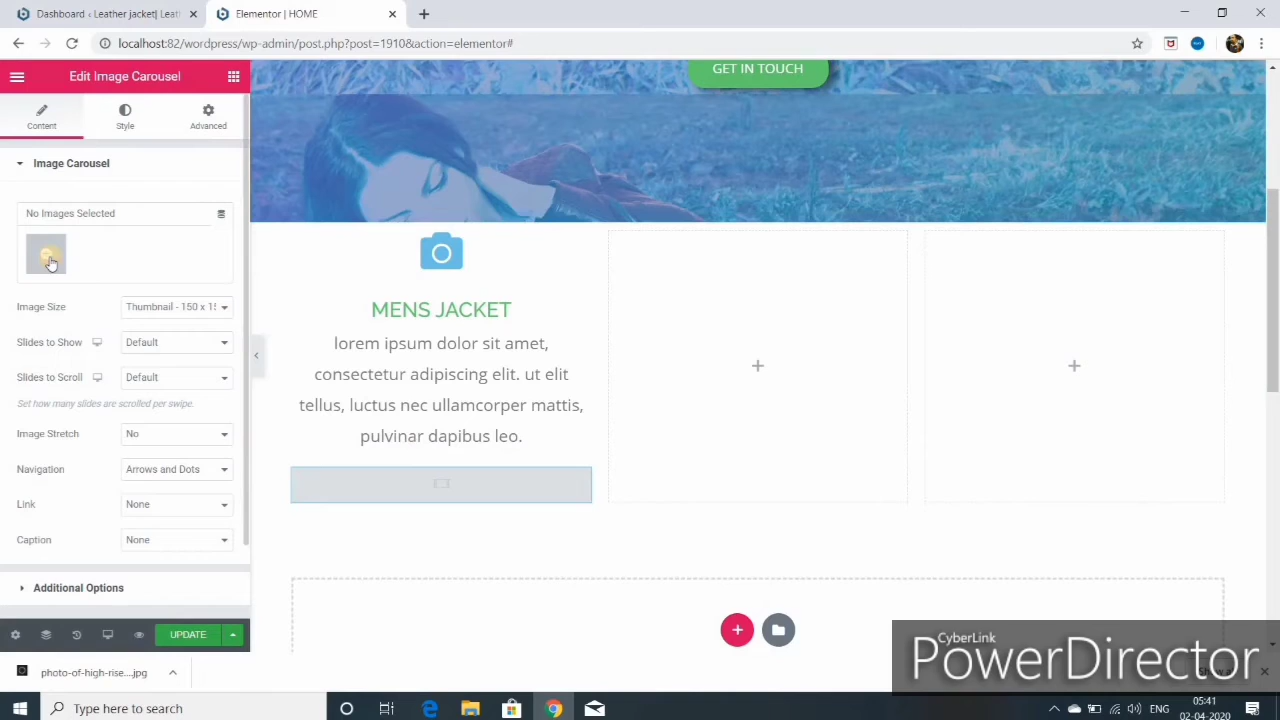 Dashboard ‹ Leather jacket| Leat
Elementor | HOME
localhost:82/wordpress/wp-admin/post.php?post=1910&action=elementor#
Edit Image Carousel
GET IN TOUCH
Content
Style
Advanced
Image Carousel
No Images Selected
Image Size
Thumbnail - 150 x 15
Slides to Show
Default
Slides to Scroll
Default
Set how many slides are scrolled per swipe.
Image Stretch
No
Navigation
Arrows and Dots
Link
None
Caption
None
Additional Options
UPDATE
MENS JACKET
lorem ipsum dolor sit amet,
consectetur adipiscing elit. ut elit
tellus, luctus nec ullamcorper mattis,
pulvinar dapibus leo.
photo-of-high-rise....jpg
CyberLink
PowerDirector
Type here to search
ENG
05:41
02-04-2020